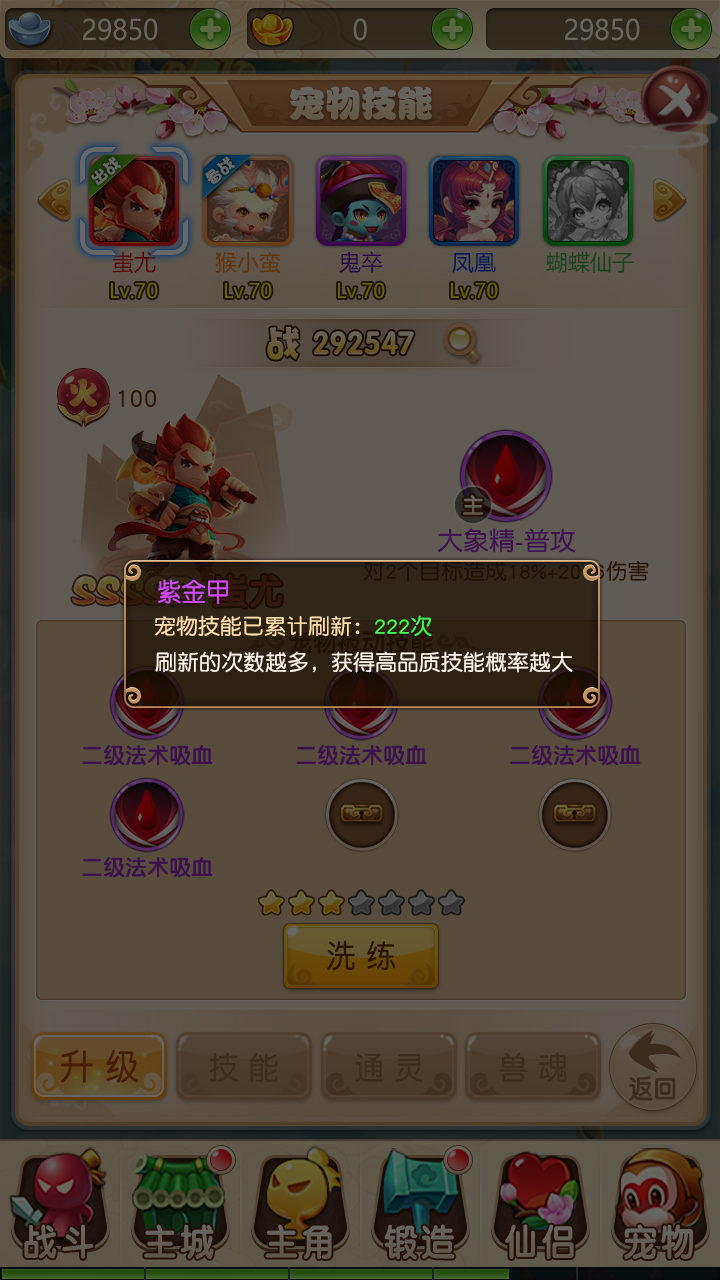 29850
0
29850
宠物技能
出战
备战
蚩尤
猴小蛮
鬼卒
凤凰
蝴蝶仙子
Lv.70
Lv.70
Lv.70
Lv.70
战 292547
火 100
主
大象精-普攻
对2个目标造成18%+20
伤害
SSS
蚩尤
紫金甲
宠物技能已累计刷新：222次
刷新的次数越多，获得高品质技能概率越大
宠物被动技能
二级法术吸血
二级法术吸血
二级法术吸血
二级法术吸血
洗练
升级
技能
通灵
兽魂
返回
战斗
主城
主角
锻造
仙侣
宠物